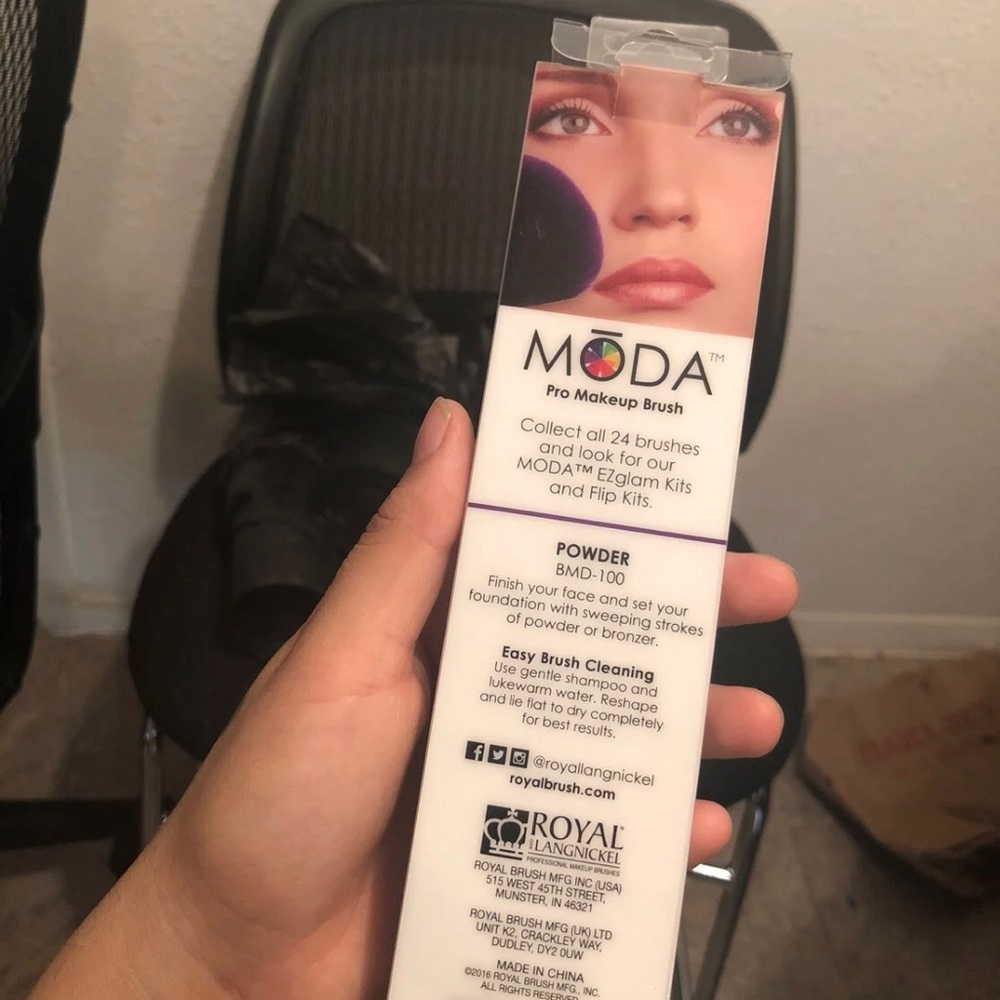 MŌDA™
Pro Makeup Brush
Collect all 24 brushes
and look for our
MODA™ EZglam Kits
and Flip Kits.
POWDER
BMD-100
Finish your face and set your
foundation with sweeping strokes
of powder or bronzer.
Easy Brush Cleaning
Use gentle shampoo and
lukewarm water. Reshape
and lie flat to dry completely
for best results.
@royallangnickel
royalbrush.com
ROYAL®
& LANGNICKEL
PROFESSIONAL MAKEUP BRUSHES
ROYAL BRUSH MFG INC (USA)
515 WEST 45TH STREET,
MUNSTER, IN 46321
ROYAL BRUSH MFG (UK) LTD
UNIT K2, CRACKLEY WAY,
DUDLEY, DY2 0UW
MADE IN CHINA
©2016 ROYAL BRUSH MFG., INC.
ALL RIGHTS RESERVED